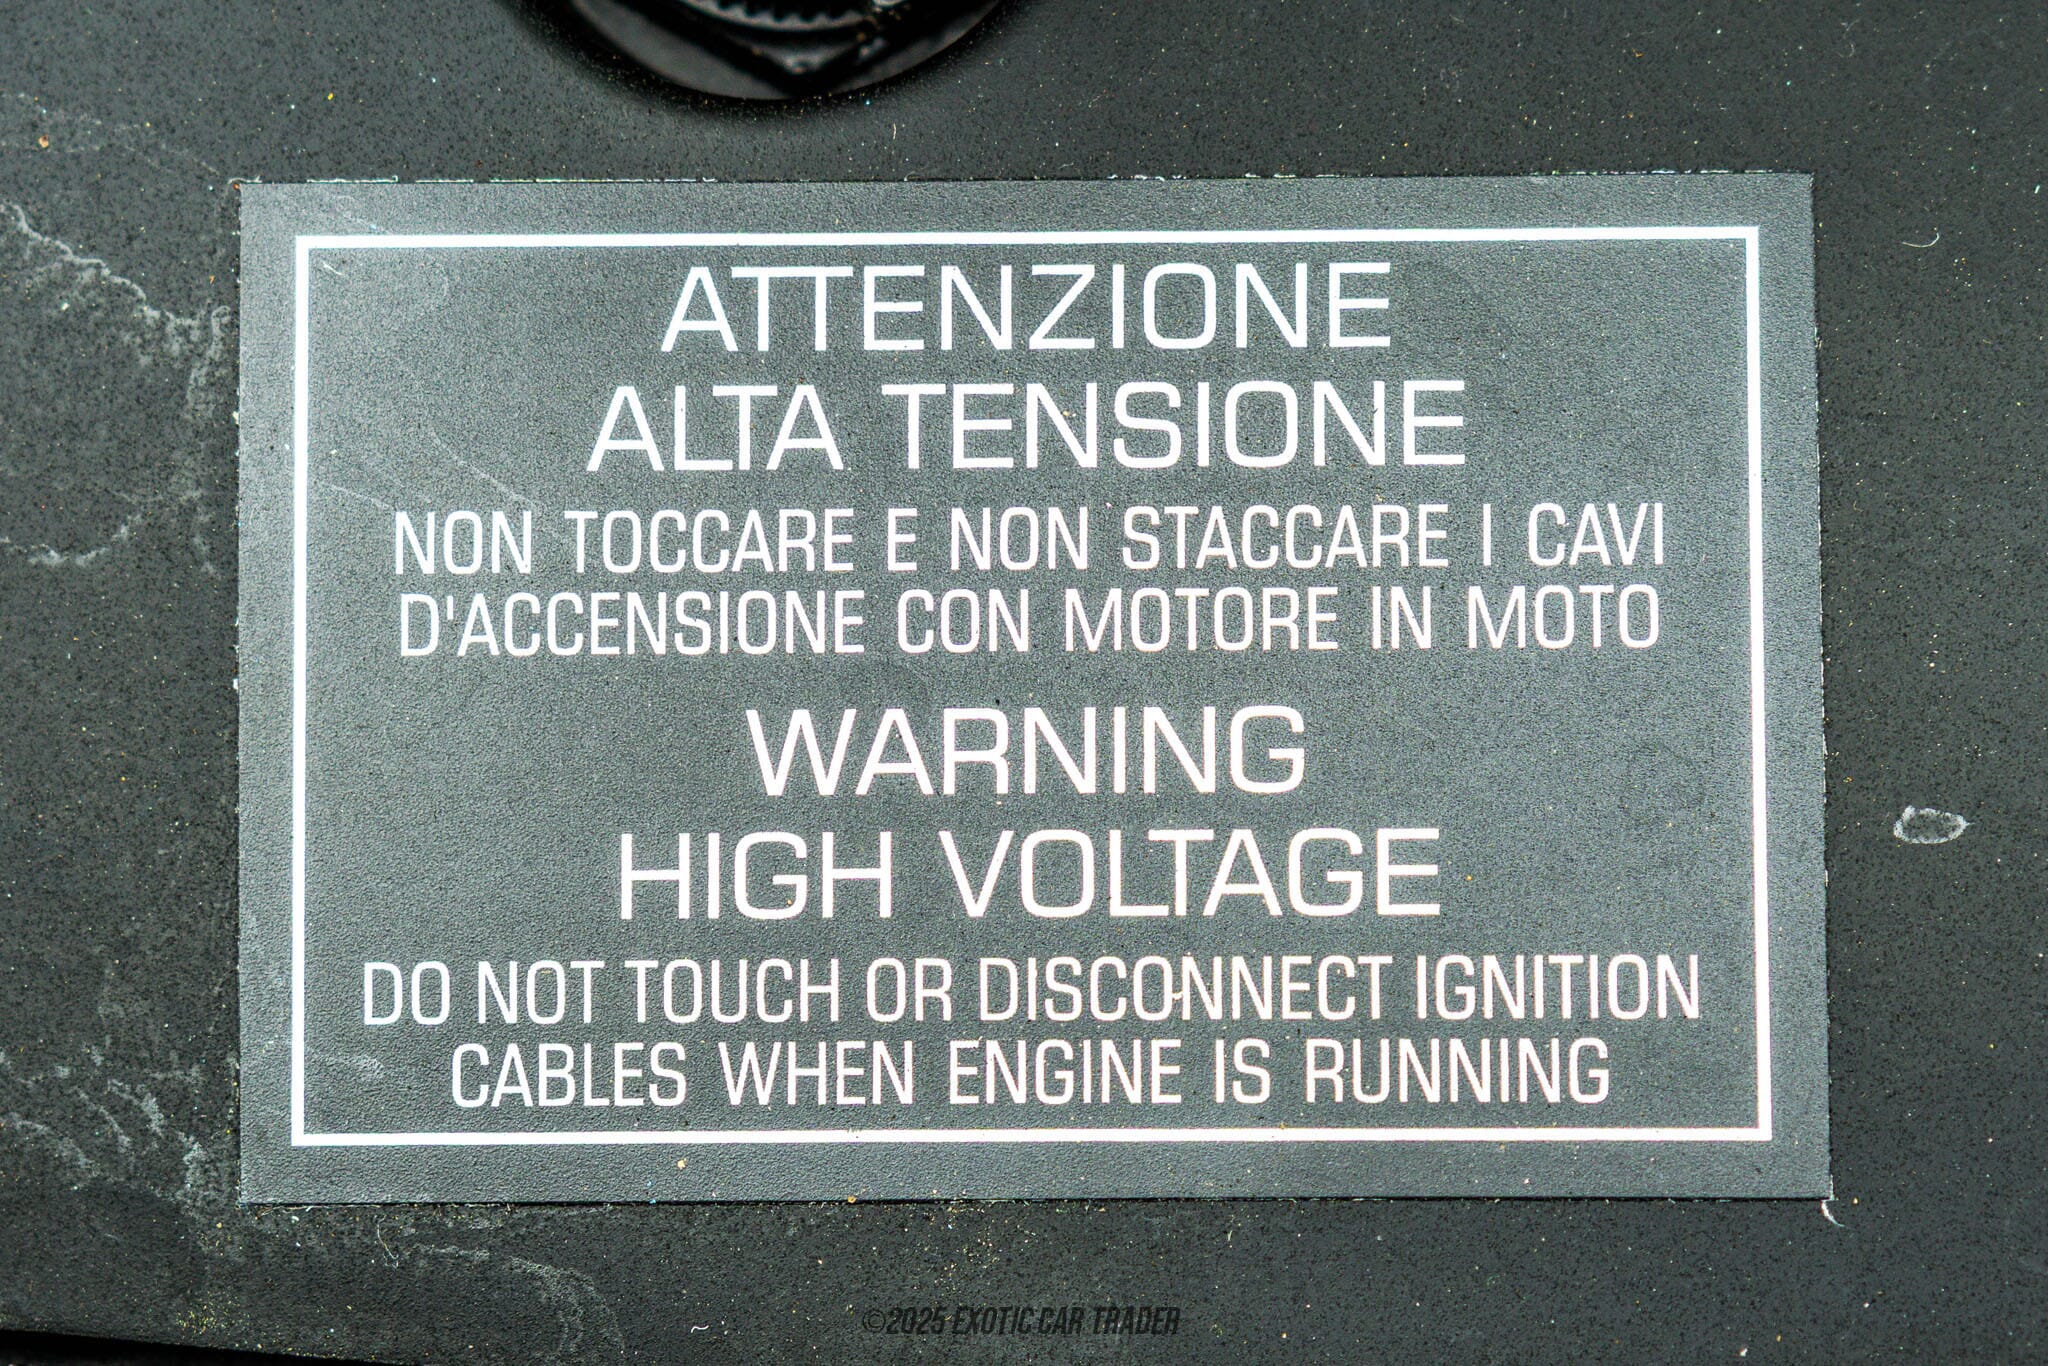 ATTENZIONE
ALTA TENSIONE
NON TOCCARE E NON STACCARE I CAVI
D'ACCENSIONE CON MOTORE IN MOTO
WARNING
HIGH VOLTAGE
DO NOT TOUCH OR DISCONNECT IGNITION
CABLES WHEN ENGINE IS RUNNING
©2025 EXOTIC CAR TRADER